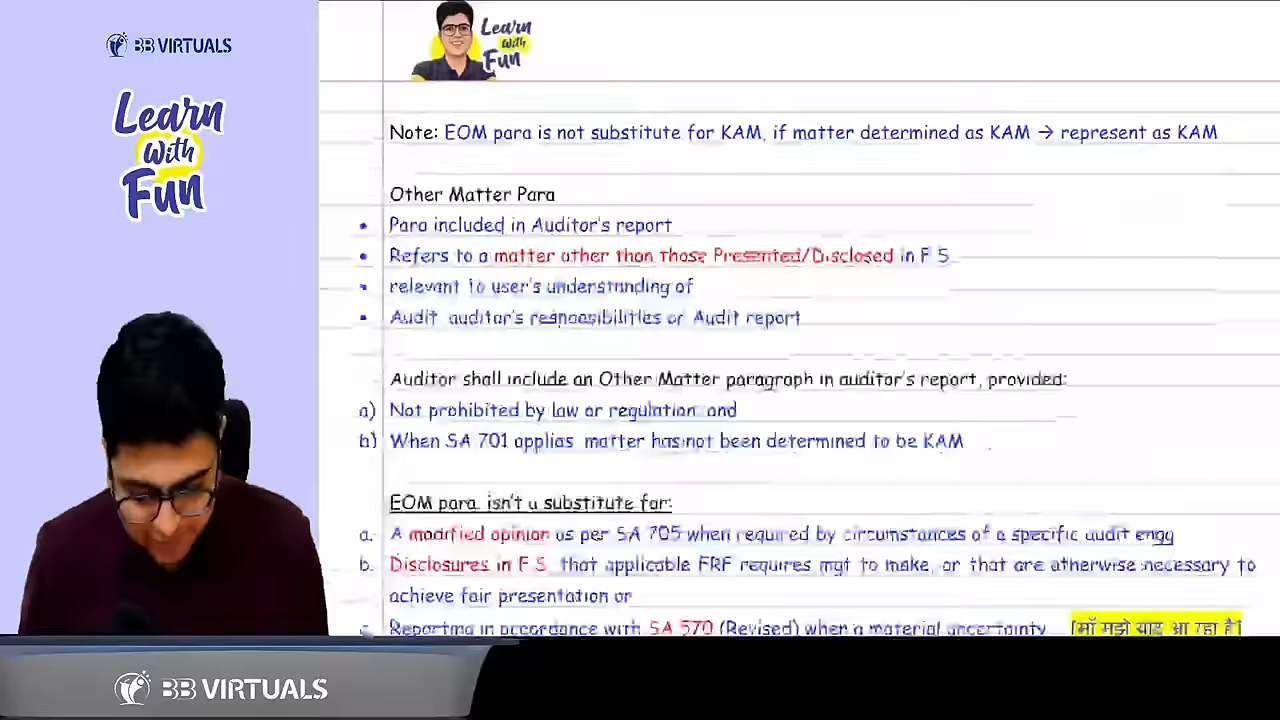 BB VIRTUALS
Learn
With
Fun
Learn
With
Fun
Note: EOM para is not substitute for KAM, if matter determined as KAM → represent as KAM
Other Matter Para
• Para included in Auditor's report
• Refers to a matter other than those Presented/Disclosed in F S
• relevant to user's understanding of
• Audit auditor's responsibilities or Audit report
Auditor shall include an Other Matter paragraph in auditor's report, provided:
a) Not prohibited by law or regulation and
b) When SA 701 applies matter has not been determined to be KAM
EOM para isn't a substitute for:
a. A modified opinion as per SA 705 when required by circumstances of a specific audit engg
b. Disclosures in F S that applicable FRF requires mgt to make, or that are otherwise necessary to
achieve fair presentation or
c. Reporting in accordance with SA 570 (Revised) when a material uncertainty [माँ मुझे याद आ रहा है]
BB VIRTUALS